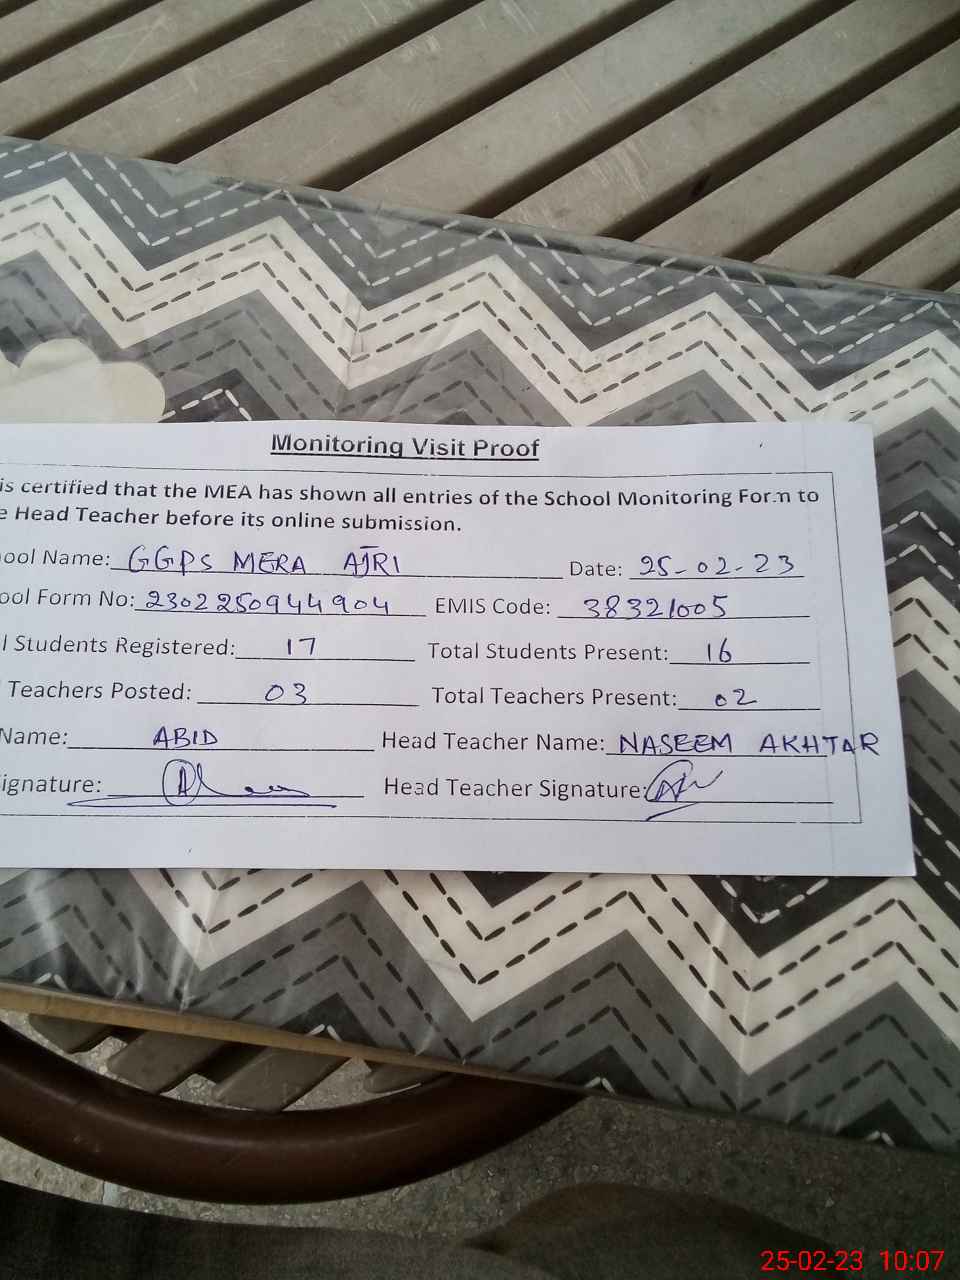 Monitoring Visit Proof
is certified that the MEA has shown all entries of the School Monitoring Form to
e Head Teacher before its online submission.
ool Name: GGPS MERA AJRI Date: 25-02-23
ool Form No: 2302250944904 EMIS Code: 38321005
l Students Registered: 17 Total Students Present: 16
Teachers Posted: 03 Total Teachers Present: 02
Name: ABID Head Teacher Name: NASEEM AKHTAR
ignature: Head Teacher Signature:
25-02-23 10:07